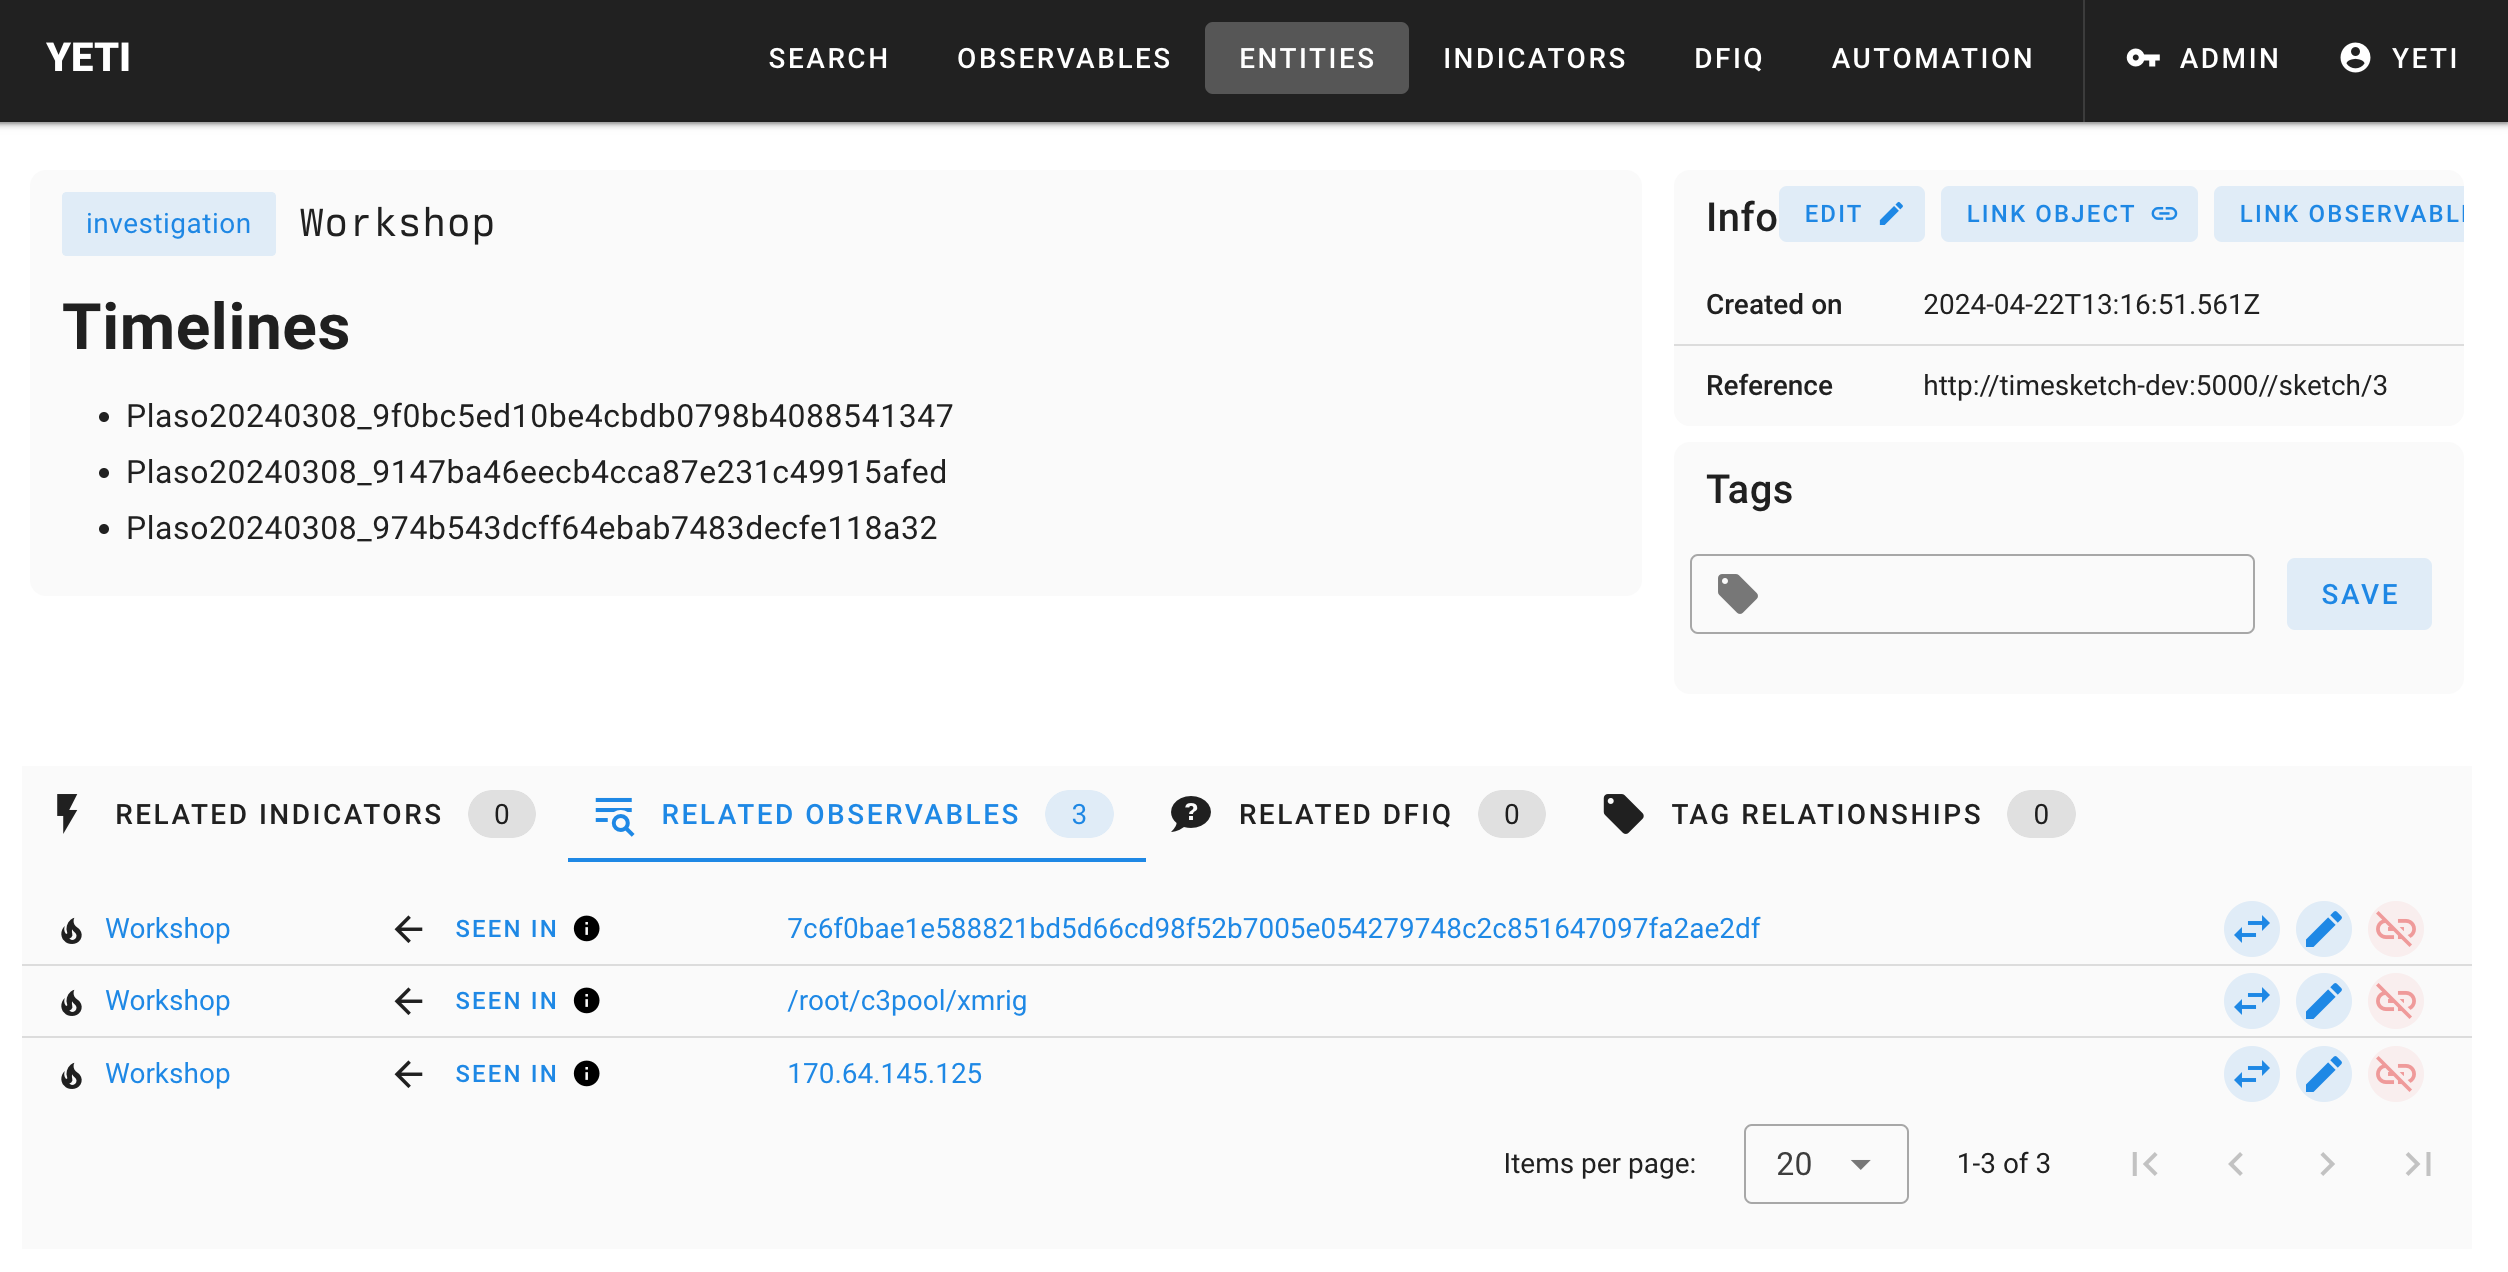 YETI SEARCH OBSERVABLES ENTITIES INDICATORS DFIQ AUTOMATION ADMIN YETI
investigation Workshop
Timelines
Plaso20240308_9f0bc5ed10be4cbdb0798b4088541347
Plaso20240308_9147ba46eecb4cca87e231c49915afed
Plaso20240308_974b543dcff64ebab7483decfe118a32
Info EDIT LINK OBJECT LINK OBSERVABL
Created on 2024-04-22T13:16:51.561Z
Reference http://timesketch-dev:5000//sketch/3
Tags
SAVE
RELATED INDICATORS 0 RELATED OBSERVABLES 3 RELATED DFIQ 0 TAG RELATIONSHIPS 0
Workshop SEEN IN 7c6f0bae1e588821bd5d66cd98f52b7005e054279748c2c851647097fa2ae2df
Workshop SEEN IN /root/c3pool/xmrig
Workshop SEEN IN 170.64.145.125
Items per page: 20 1-3 of 3